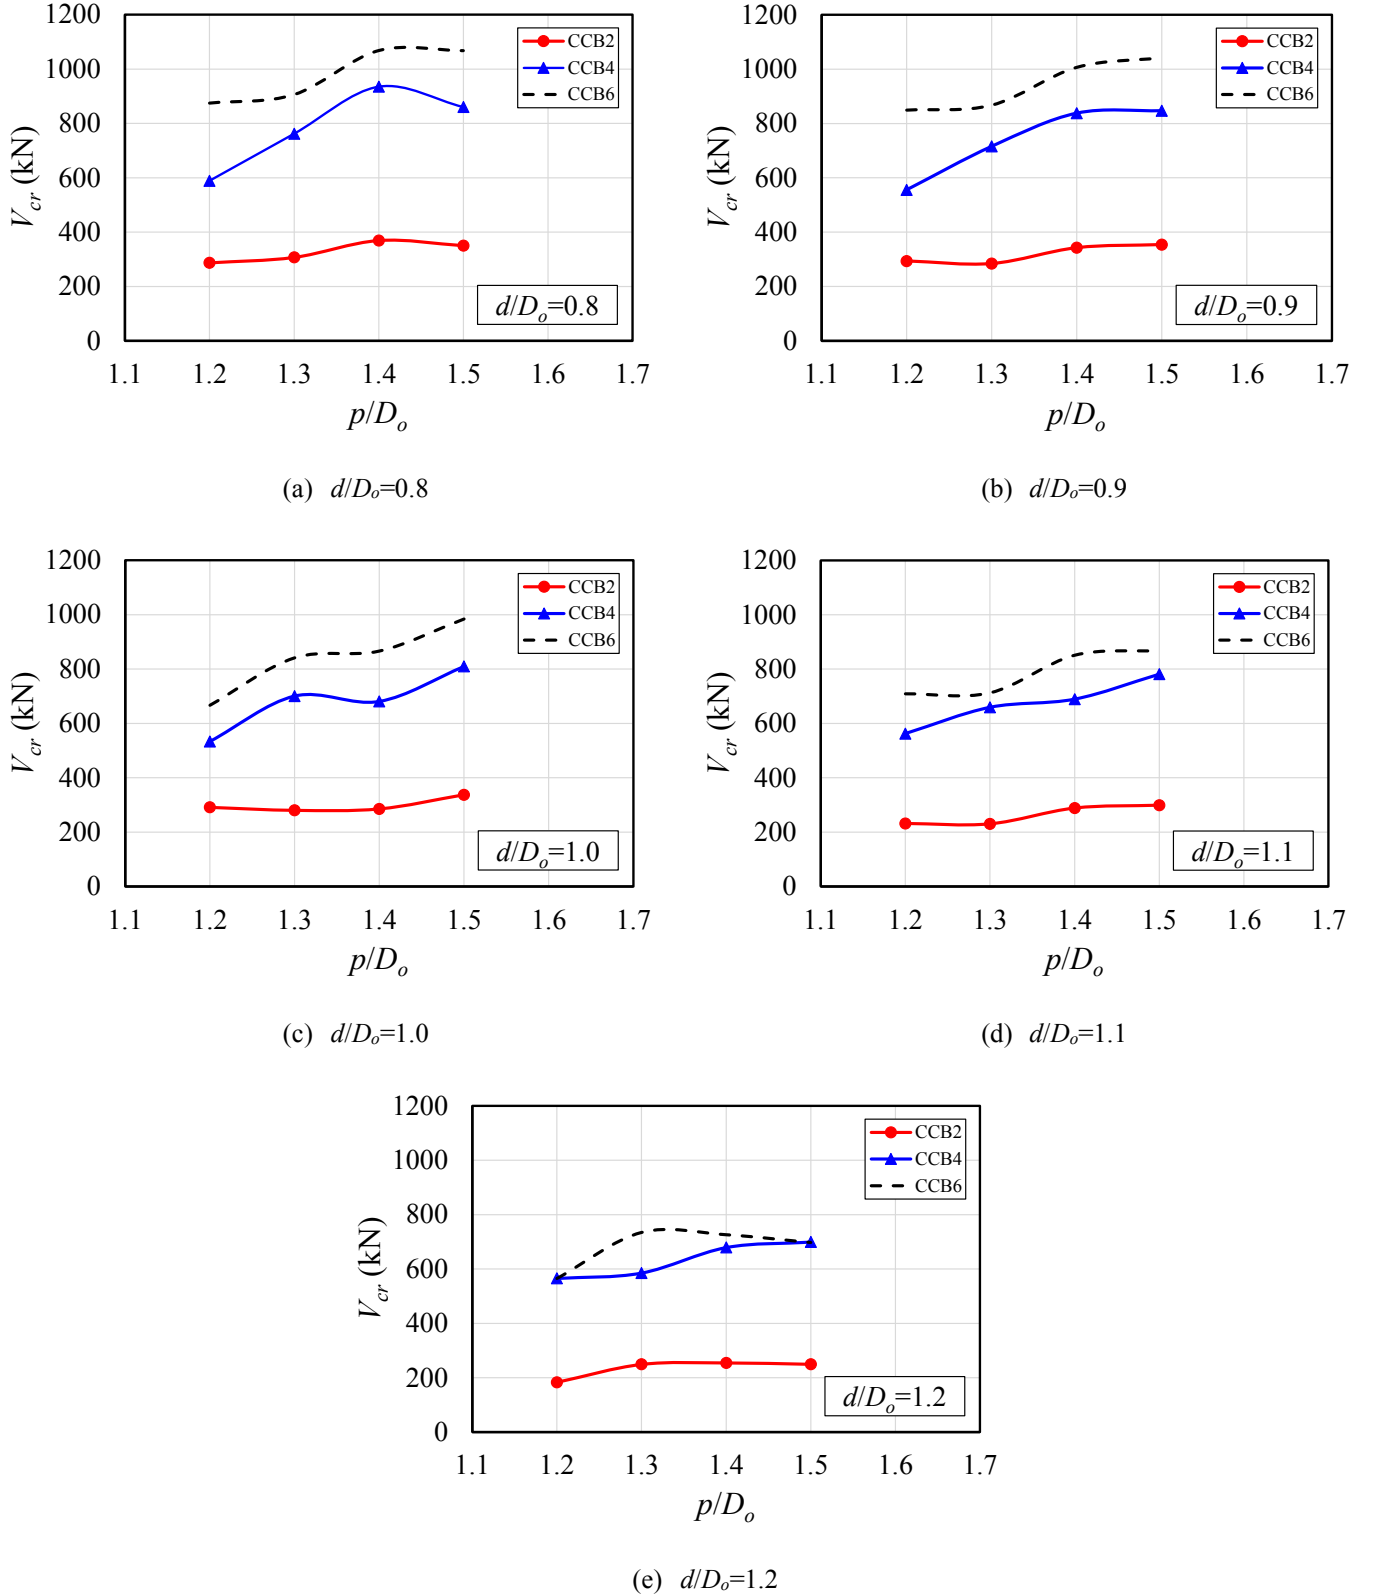 1200
1000
800
600
400
200
0
V_cr (kN)
CCB2
CCB4
CCB6
d/D_o=0.8
1.1 1.2 1.3 1.4 1.5 1.6 1.7
p/D_o
(a) d/D_o=0.8
1200
1000
800
600
400
200
0
V_cr (kN)
CCB2
CCB4
CCB6
d/D_o=0.9
1.1 1.2 1.3 1.4 1.5 1.6 1.7
p/D_o
(b) d/D_o=0.9
1200
1000
800
600
400
200
0
V_cr (kN)
CCB2
CCB4
CCB6
d/D_o=1.0
1.1 1.2 1.3 1.4 1.5 1.6 1.7
p/D_o
(c) d/D_o=1.0
1200
1000
800
600
400
200
0
V_cr (kN)
CCB2
CCB4
CCB6
d/D_o=1.1
1.1 1.2 1.3 1.4 1.5 1.6 1.7
p/D_o
(d) d/D_o=1.1
1200
1000
800
600
400
200
0
V_cr (kN)
CCB2
CCB4
CCB6
d/D_o=1.2
1.1 1.2 1.3 1.4 1.5 1.6 1.7
p/D_o
(e) d/D_o=1.2